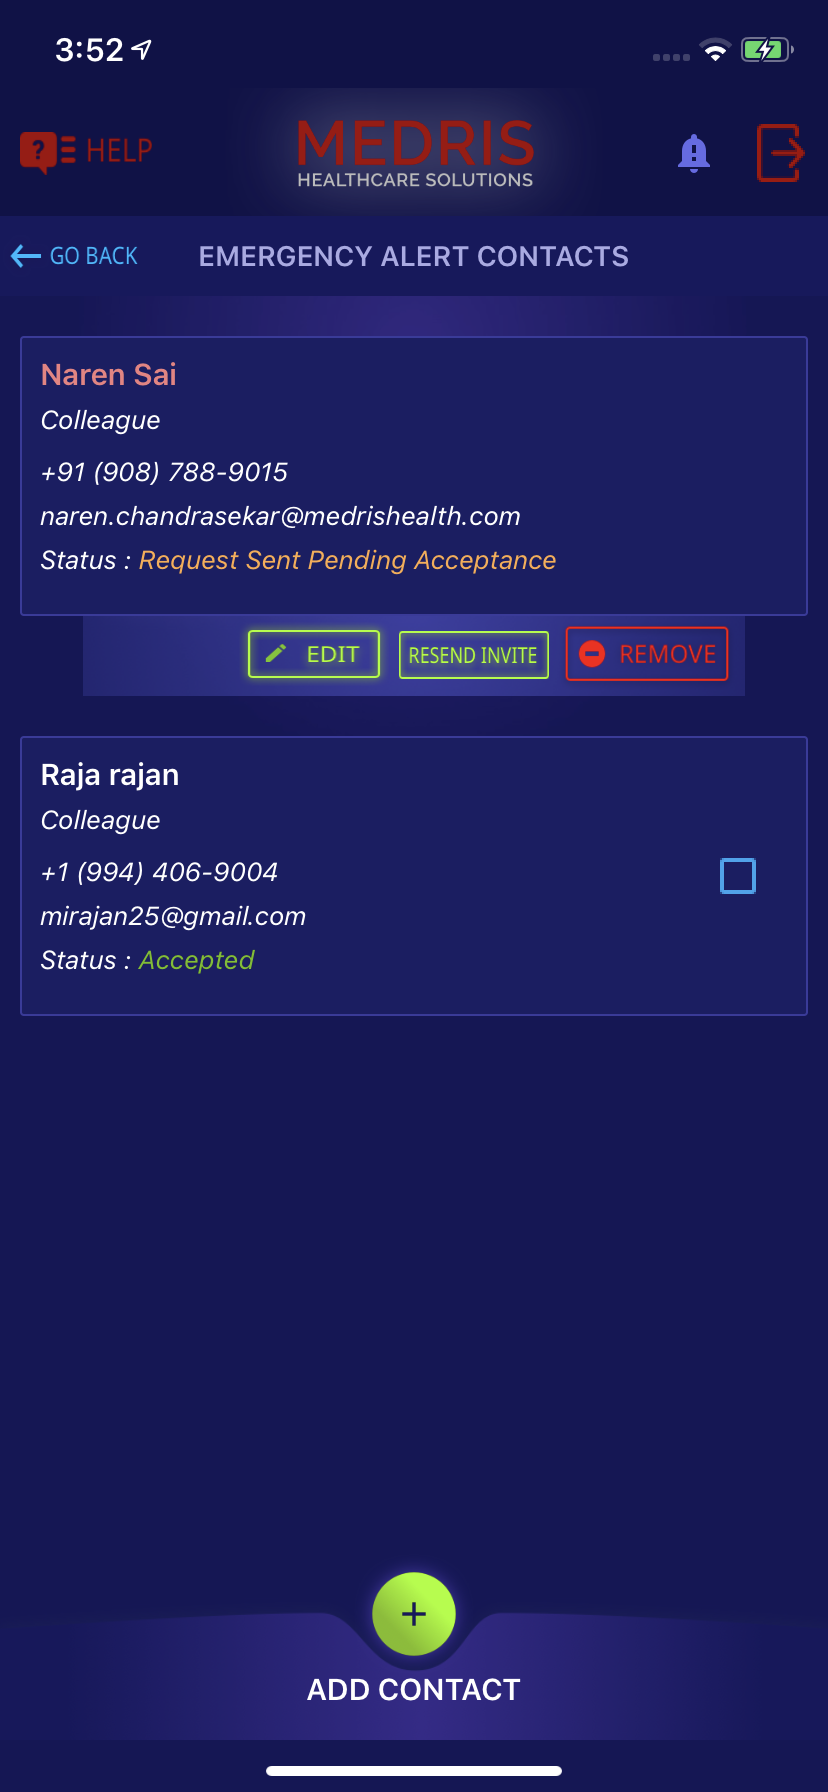 3:52
HELP
MEDRIS
HEALTHCARE SOLUTIONS
GO BACK
EMERGENCY ALERT CONTACTS
Naren Sai
Colleague
+91 (908) 788-9015
naren.chandrasekar@medrishealth.com
Status : Request Sent Pending Acceptance
EDIT
RESEND INVITE
REMOVE
Raja rajan
Colleague
+1 (994) 406-9004
mirajan25@gmail.com
Status : Accepted
ADD CONTACT